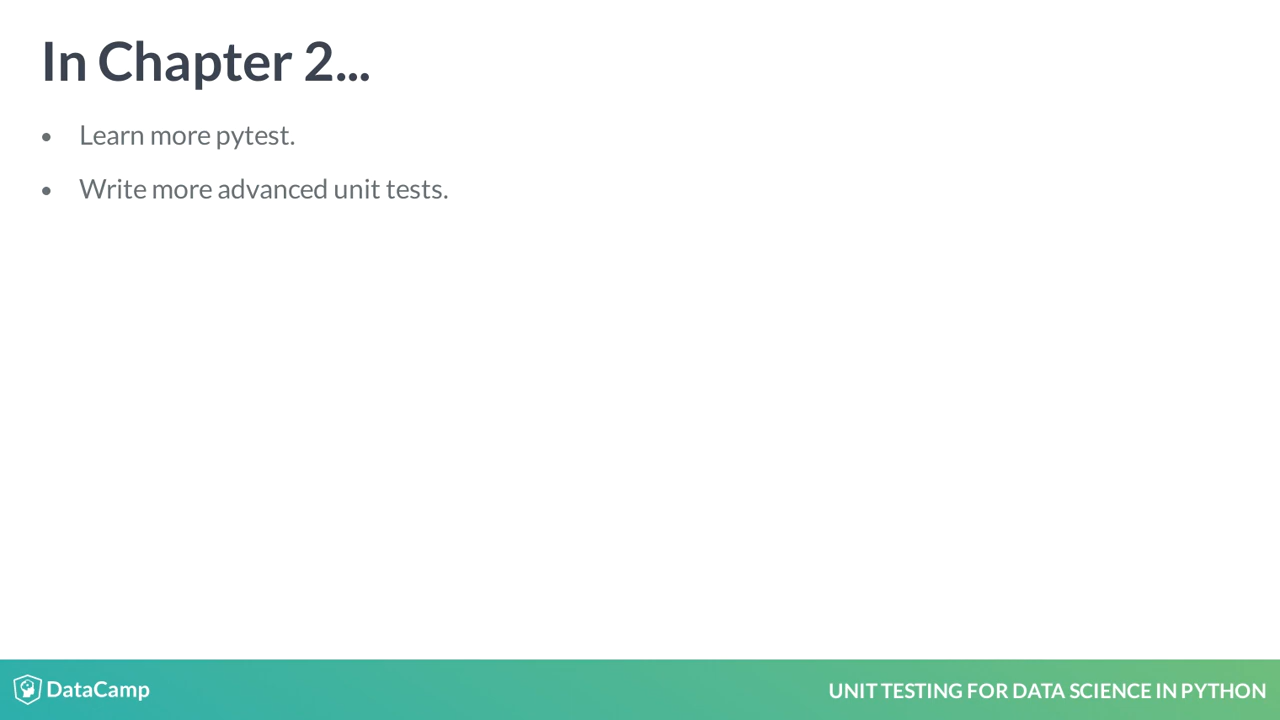 In Chapter 2...
• Learn more pytest.
• Write more advanced unit tests.
DataCamp
UNIT TESTING FOR DATA SCIENCE IN PYTHON